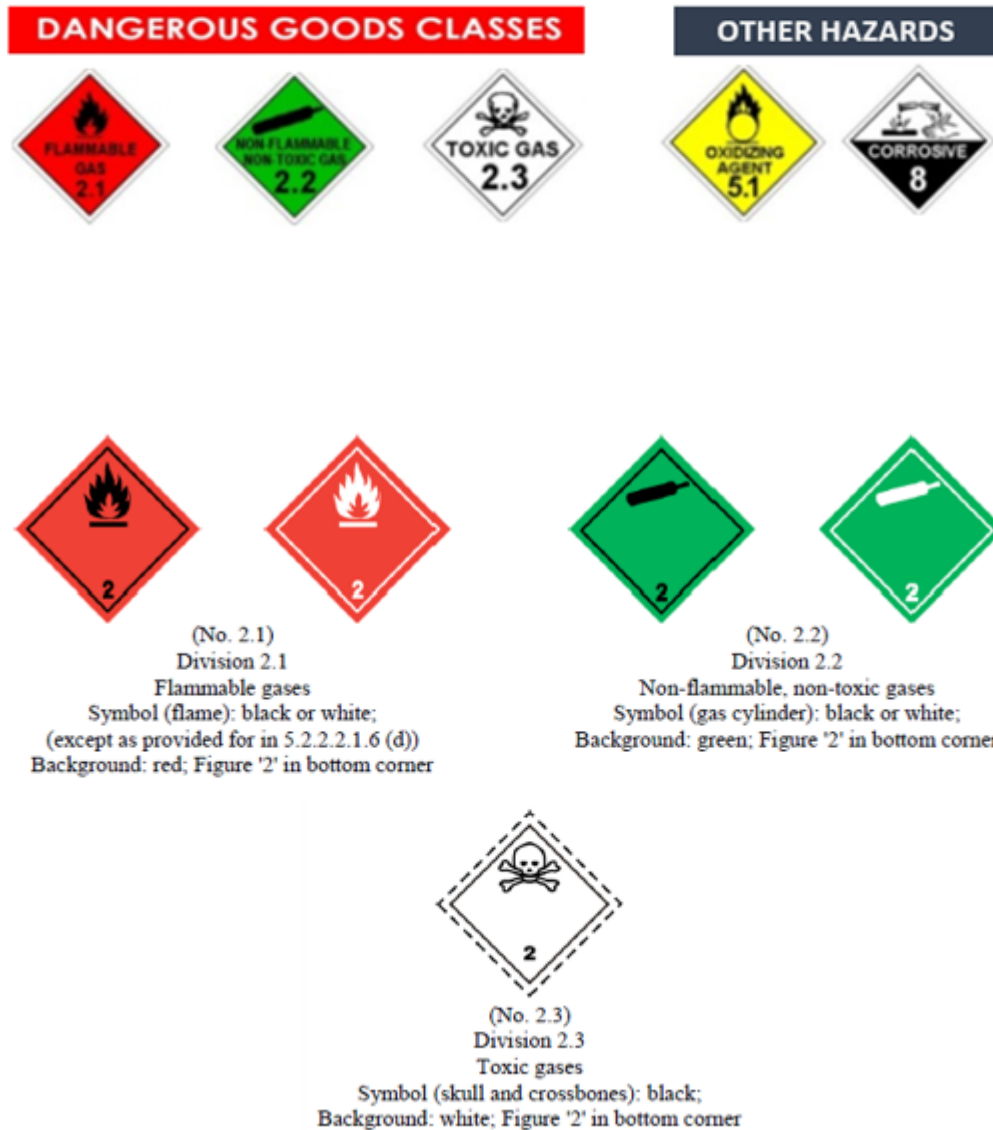 DANGEROUS GOODS CLASSES
OTHER HAZARDS
FLAMMABLE
GAS
2.1
NON-FLAMMABLE
NON-TOXIC GAS
2.2
TOXIC GAS
2.3
OXIDIZING
AGENT
5.1
CORROSIVE
8
2
2
2
2
(No. 2.1)
Division 2.1
Flammable gases
Symbol (flame): black or white;
(except as provided for in 5.2.2.2.1.6 (d))
Background: red; Figure '2' in bottom corner
(No. 2.2)
Division 2.2
Non-flammable, non-toxic gases
Symbol (gas cylinder): black or white;
Background: green; Figure '2' in bottom corner
2
(No. 2.3)
Division 2.3
Toxic gases
Symbol (skull and crossbones): black;
Background: white; Figure '2' in bottom corner